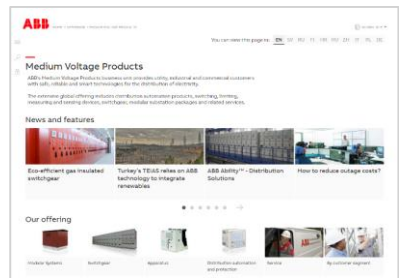 ABB
You can view this page in: EN
Medium Voltage Products
ABB's Medium Voltage Products business unit provides utility, industrial and commercial customers
with safe, reliable and smart technologies for the distribution of electricity.
The extensive global offering includes distribution automation products, switching, limiting,
measuring and sensing devices, switchgear, modular substation packages and related services.
News and features
Eco-efficient gas insulated
switchgear
Turkey's TEIAS relies on ABB
technology to integrate
renewables
ABB Ability™ - Distribution
Solutions
How to reduce outage costs?
Our offering
Modular Systems
Switchgear
Apparatus
Distribution automation
and protection
Service
By customer segment